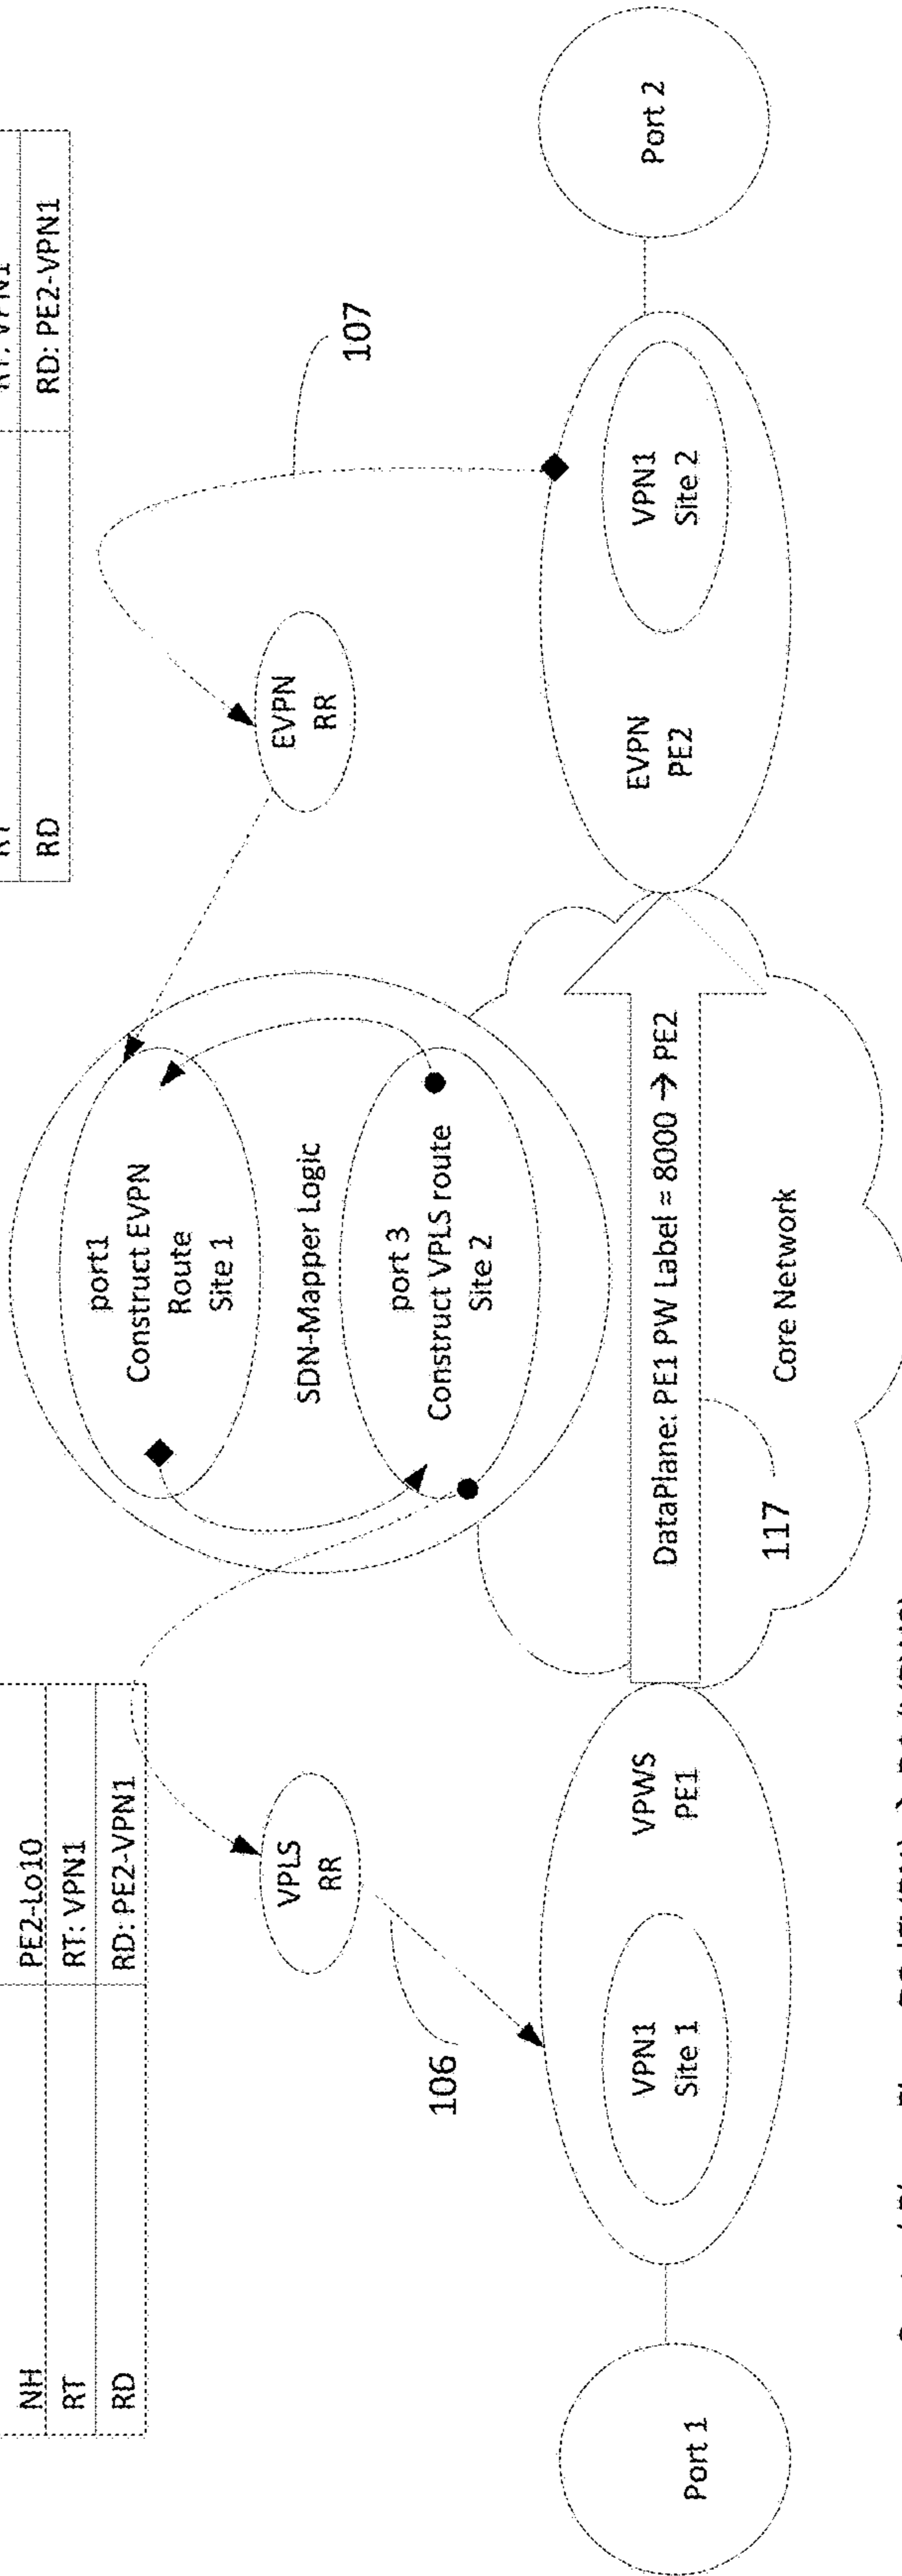 NH
PE2-Lo10
RT
RT: VPN1
RD
RD: PE2-VPN1
RT
RT: VPN1
RD
RD: PE2-VPN1
port1
Construct EVPN
Route
Site 1
SDN-Mapper Logic
port 3
Construct VPLS route
Site 2
VPLS
RR
EVPN
RR
106
107
Port 1
VPN1
Site 1
VPWS
PE1
DataPlane: PE1 PW Label = 8000 → PE2
117
Core Network
EVPN
PE2
VPN1
Site 2
Port 2